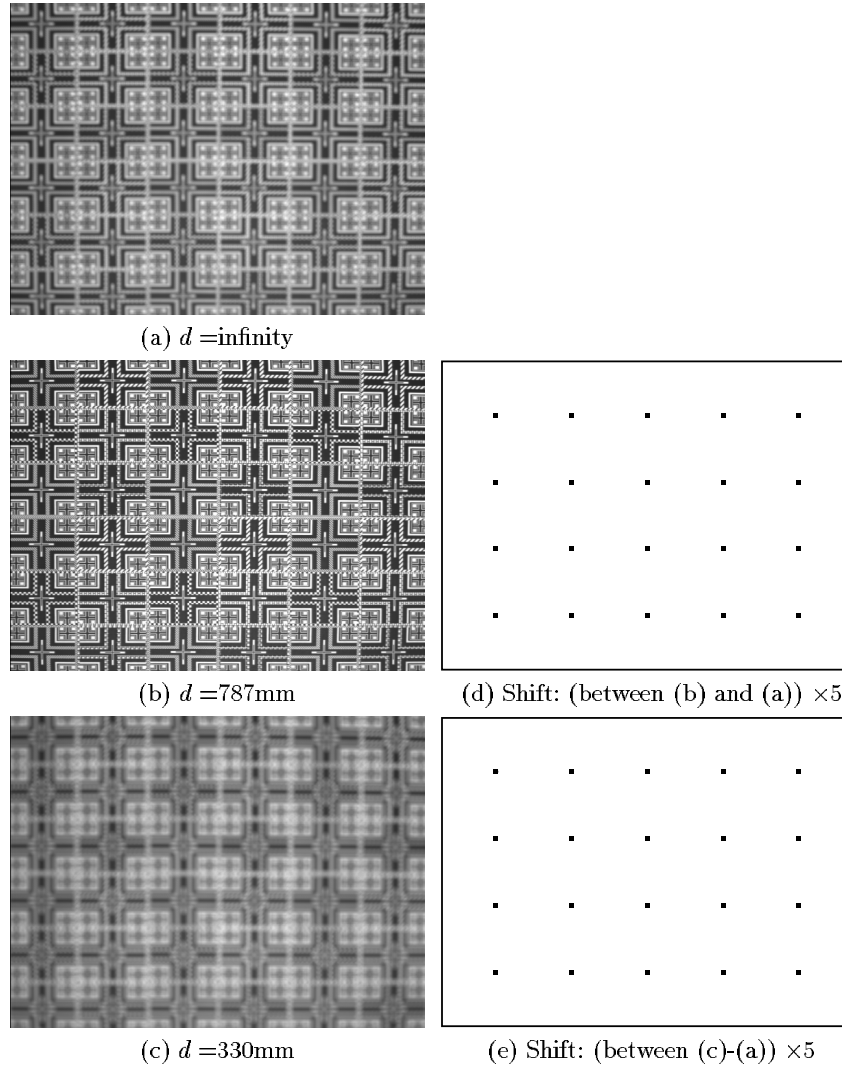 (a) d =infinity
(b) d =787mm
(d) Shift: (between (b) and (a)) ×5
(c) d =330mm
(e) Shift: (between (c)-(a)) ×5